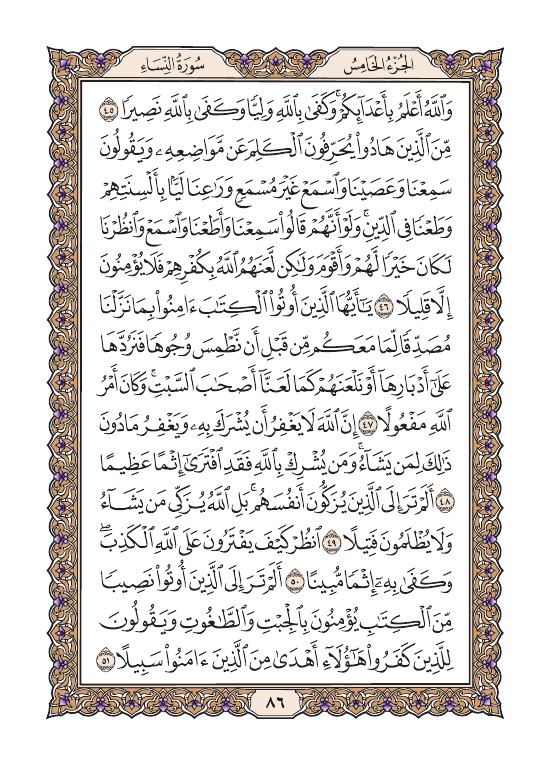 الجُزْءُ الخَامِسُ
سُورَةُ النِّسَاءِ
وَٱللَّهُ أَعْلَمُ بِأَعْدَآئِكُمْۚ وَكَفَىٰ بِٱللَّهِ وَلِيّٗا وَكَفَىٰ بِٱللَّهِ نَصِيرٗا ٤٥
مِّنَ ٱلَّذِينَ هَادُواْ يُحَرِّفُونَ ٱلۡكَلِمَ عَن مَّوَاضِعِهِۦ وَيَقُولُونَ
سَمِعۡنَا وَعَصَيۡنَا وَٱسۡمَعۡ غَيۡرَ مُسۡمَعٖ وَرَٰعِنَا لَيَّۢا بِأَلۡسِنَتِهِمۡ
وَطَعۡنٗا فِي ٱلدِّينِۚ وَلَوۡ أَنَّهُمۡ قَالُواْ سَمِعۡنَا وَأَطَعۡنَا وَٱسۡمَعۡ وَٱنظُرۡنَا
لَكَانَ خَيۡرٗا لَّهُمۡ وَأَقۡوَمَ وَلَٰكِن لَّعَنَهُمُ ٱللَّهُ بِكُفۡرِهِمۡ فَلَا يُؤۡمِنُونَ
إِلَّا قَلِيلٗا ٤٦ يَٰٓأَيُّهَا ٱلَّذِينَ أُوتُواْ ٱلۡكِتَٰبَ ءَامِنُواْ بِمَا نَزَّلۡنَا
مُصَدِّقٗا لِّمَا مَعَكُم مِّن قَبۡلِ أَن نَّطۡمِسَ وُجُوهٗا فَنَرُدَّهَا
عَلَىٰٓ أَدۡبَارِهَآ أَوۡ نَلۡعَنَهُمۡ كَمَا لَعَنَّآ أَصۡحَٰبَ ٱلسَّبۡتِۚ وَكَانَ أَمۡرُ
ٱللَّهِ مَفۡعُولًا ٤٧ إِنَّ ٱللَّهَ لَا يَغۡفِرُ أَن يُشۡرَكَ بِهِۦ وَيَغۡفِرُ مَا دُونَ
ذَٰلِكَ لِمَن يَشَآءُۚ وَمَن يُشۡرِكۡ بِٱللَّهِ فَقَدِ ٱفۡتَرَىٰٓ إِثۡمًا عَظِيمًا
٤٨ أَلَمۡ تَرَ إِلَى ٱلَّذِينَ يُزَكُّونَ أَنفُسَهُمۚ بَلِ ٱللَّهُ يُزَكِّي مَن يَشَآءُ
وَلَا يُظۡلَمُونَ فَتِيلًا ٤٩ ٱنظُرۡ كَيۡفَ يَفۡتَرُونَ عَلَى ٱللَّهِ ٱلۡكَذِبَۖ
وَكَفَىٰ بِهِۦٓ إِثۡمٗا مُّبِينًا ٥٠ أَلَمۡ تَرَ إِلَى ٱلَّذِينَ أُوتُواْ نَصِيبٗا
مِّنَ ٱلۡكِتَٰبِ يُؤۡمِنُونَ بِٱلۡجِبۡتِ وَٱلطَّٰغُوتِ وَيَقُولُونَ
لِلَّذِينَ كَفَرُواْ هَٰٓؤُلَآءِ أَهۡدَىٰ مِنَ ٱلَّذِينَ ءَامَنُواْ سَبِيلًا ٥١
٨٦